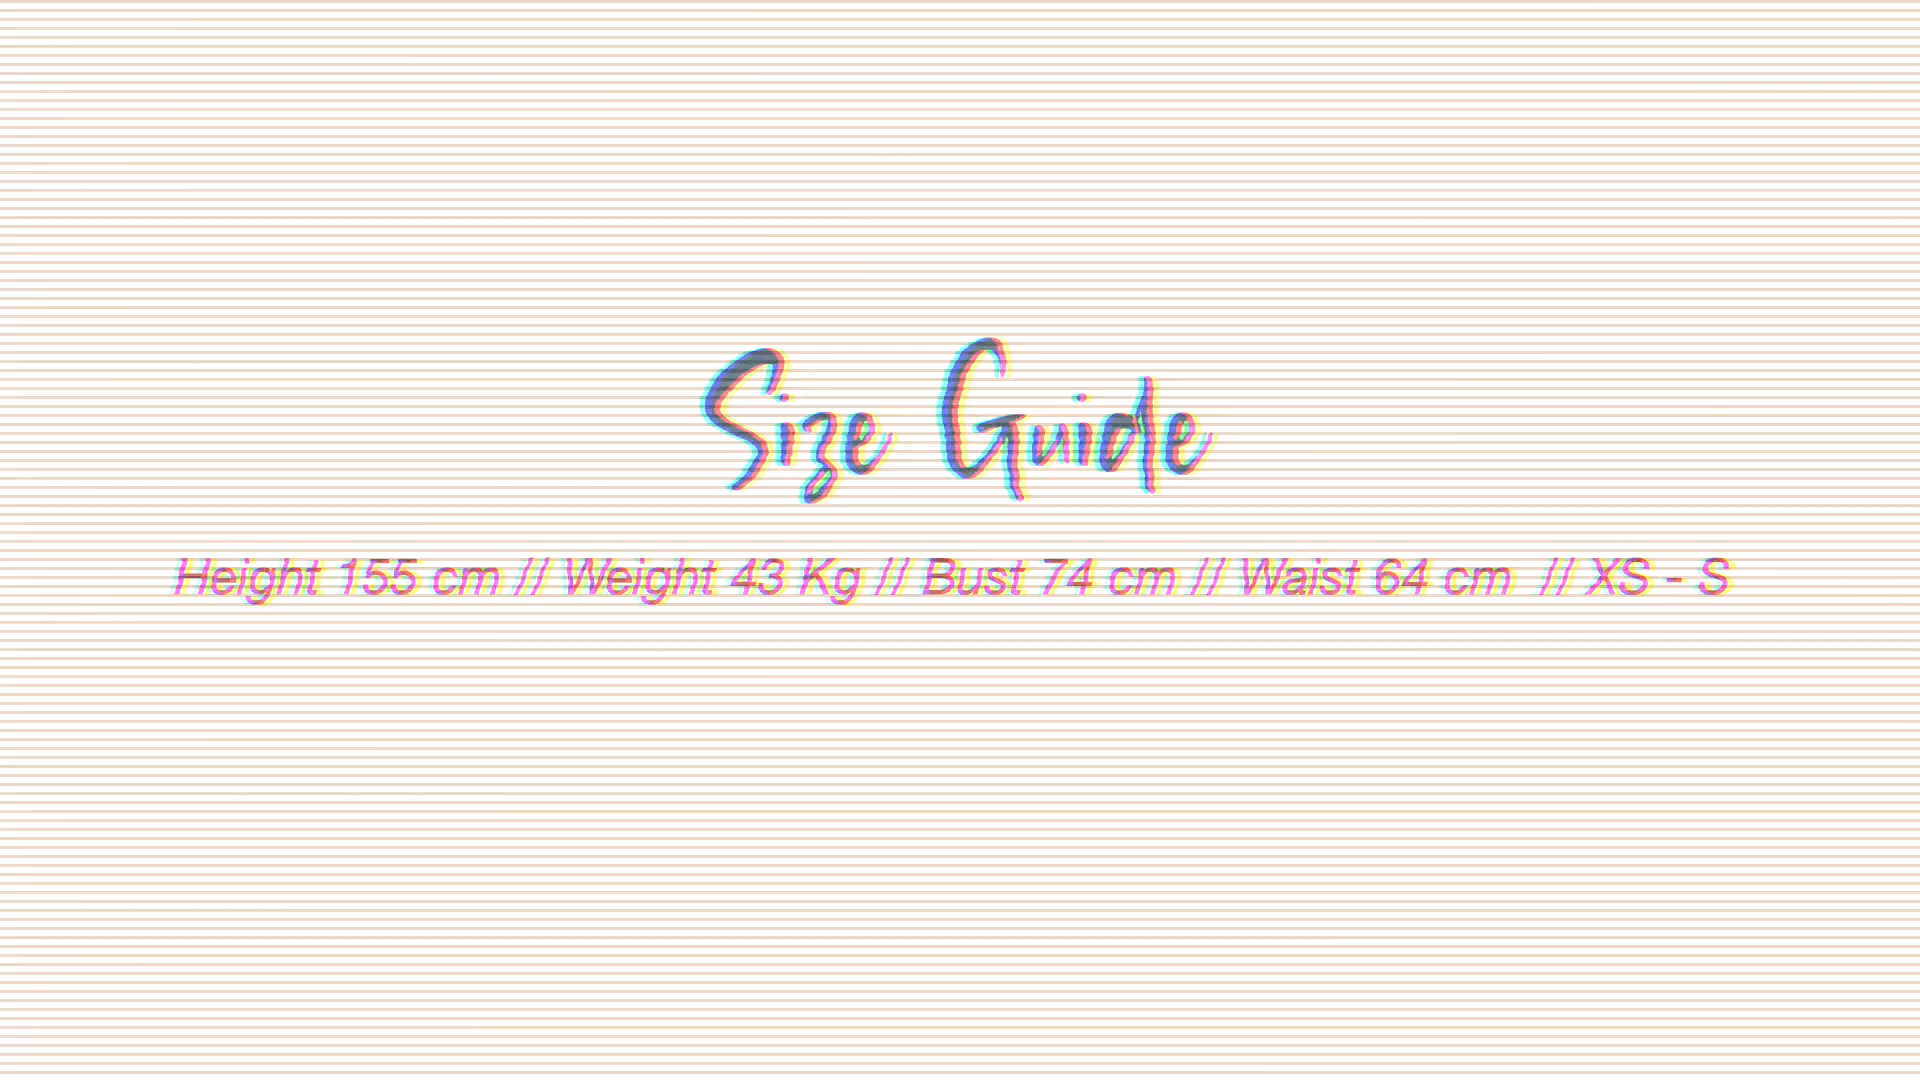 Size Guide
Height 155 cm // Weight 43 Kg // Bust 74 cm // Waist 64 cm // XS - S